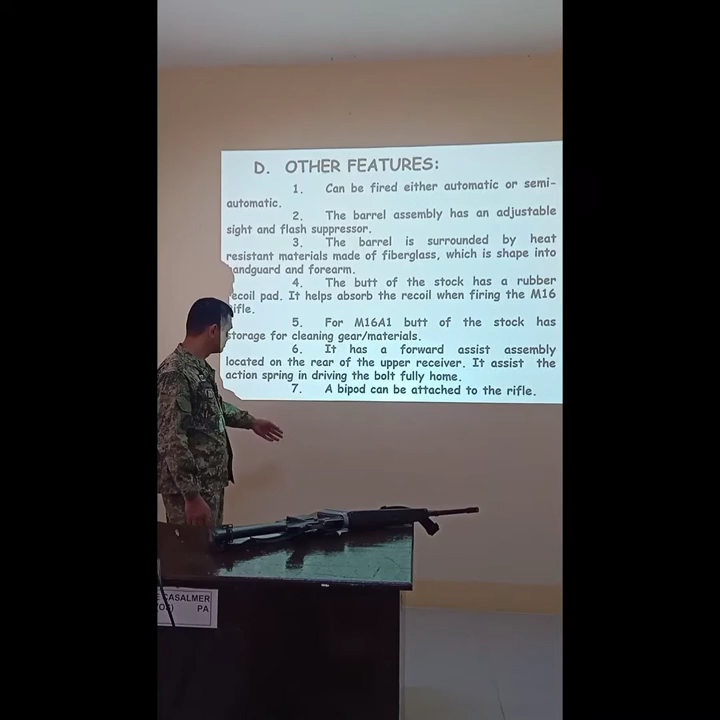 D. OTHER FEATURES:
1. Can be fired either automatic or semi-
automatic.
2. The barrel assembly has an adjustable
sight and flash suppressor.
3. The barrel is surrounded by heat
resistant materials made of fiberglass, which is shape into
andguard and forearm.
4. The butt of the stock has a rubber
ecoil pad. It helps absorb the recoil when firing the M16
ifle.
5. For M16A1 butt of the stock has
storage for cleaning gear/materials.
6. It has a forward assist assembly
located on the rear of the upper receiver. It assist the
action spring in driving the bolt fully home.
7. A bipod can be attached to the rifle.
CASALMER
PA